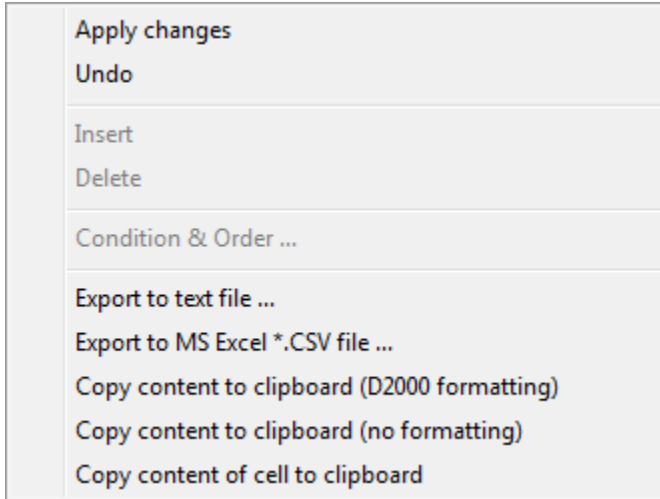 Apply changes
Undo
Insert
Delete
Condition & Order ...
Export to text file ...
Export to MS Excel *.CSV file ...
Copy content to clipboard (D2000 formatting)
Copy content to clipboard (no formatting)
Copy content of cell to clipboard